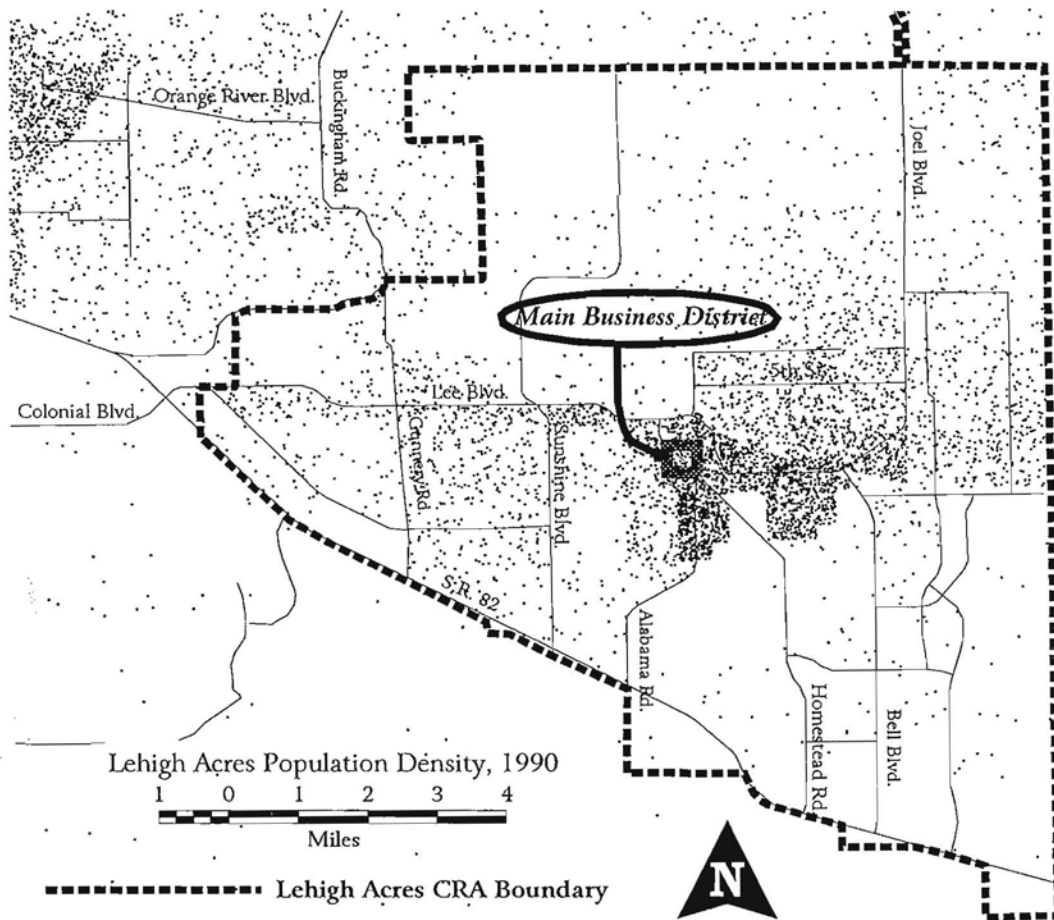 Orange River Blvd.
Buckingham Rd.
Joel Blvd.
Main Business District
5th St.
Lee Blvd.
Colonial Blvd.
Gunnery Rd.
Sunshine Blvd.
S.R. 82
Alabama Rd.
Homestead Rd.
Bell Blvd.
Lehigh Acres Population Density, 1990
1 0 1 2 3 4
Miles
Lehigh Acres CRA Boundary
N